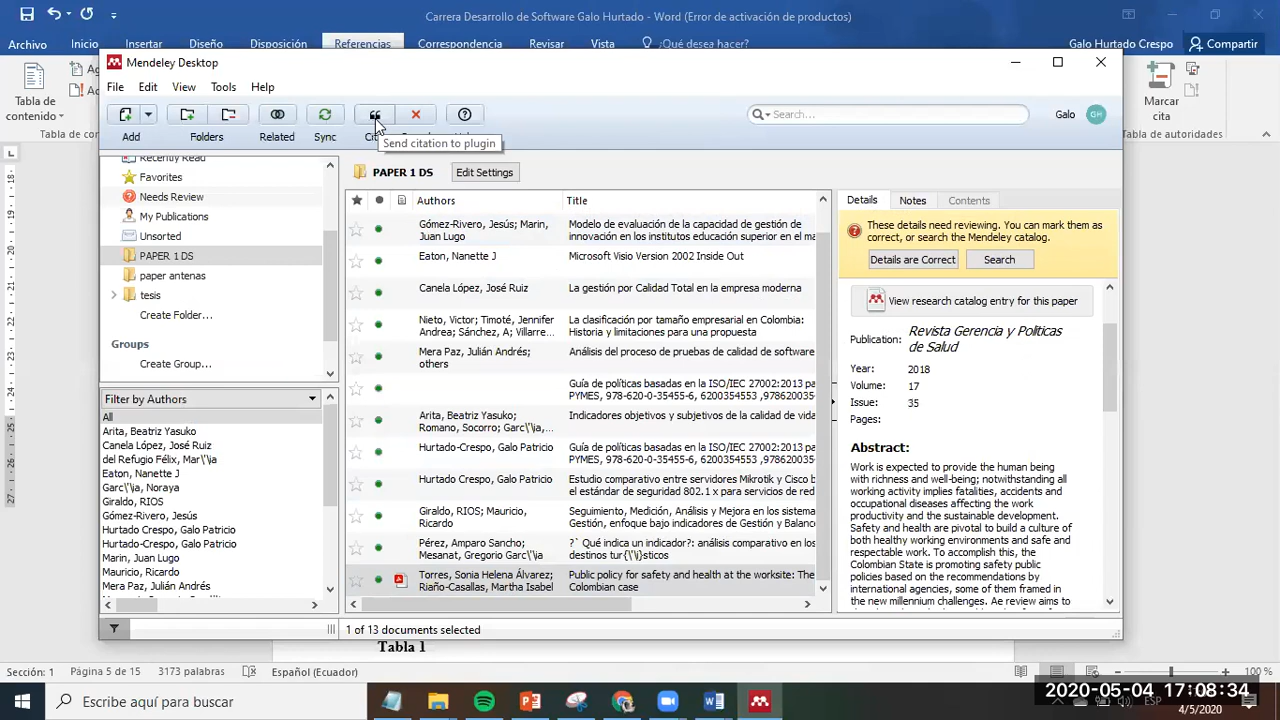 Carrera Desarrollo de Software Galo Hurtado - Word (Error de activación de productos)
Archivo Inicio Insertar Diseño Disposición Referencias Correspondencia Revisar Vista ¿Qué desea hacer? Galo Hurtado Crespo Compartir
Mendeley Desktop
File Edit View Tools Help
Tabla de
contenido
Tabla de cont
Marcar
cita
Tabla de autoridades
Add Folders Related Sync
Search...
Galo GH
Send citation to plugin
Recently Read
Favorites
Needs Review
My Publications
Unsorted
PAPER 1 DS
paper antenas
tesis
Create Folder...
Groups
Create Group...
Filter by Authors
All
Arita, Beatriz Yasuko
Canela López, José Ruiz
del Refugio Félix, Mar\'\ja
Eaton, Nanette J
Garc\'\ja, Noraya
Giraldo, RIOS
Gómez-Rivero, Jesús
Hurtado Crespo, Galo Patricio
Hurtado-Crespo, Galo Patricio
Marin, Juan Lugo
Mauricio, Ricardo
Mera Paz, Julián Andrés
PAPER 1 DS Edit Settings
Authors Title
Gómez-Rivero, Jesús; Marin, Juan Lugo
Modelo de evaluación de la capacidad de gestión de
innovación en los institutos educación superior en el ma
Eaton, Nanette J Microsoft Visio Version 2002 Inside Out
Canela López, José Ruiz La gestión por Calidad Total en la empresa moderna
Nieto, Victor; Timoté, Jennifer
Andrea; Sánchez, A; Villarre...
La clasificación por tamaño empresarial en Colombia:
Historia y limitaciones para una propuesta
Mera Paz, Julián Andrés;
others
Análisis del proceso de pruebas de calidad de software
Guía de políticas basadas en la ISO/IEC 27002:2013 pa
PYMES, 978-620-0-35455-6, 6200354553 ,978620035
Arita, Beatriz Yasuko;
Romano, Socorro; Garc\'\ja,...
Indicadores objetivos y subjetivos de la calidad de vida
Hurtado-Crespo, Galo Patricio
Guía de políticas basadas en la ISO/IEC 27002:2013 pa
PYMES, 978-620-0-35455-6, 6200354553 ,978620035
Hurtado Crespo, Galo Patricio
Estudio comparativo entre servidores Mikrotik y Cisco b
el estándar de seguridad 802.1 x para servicios de red
Giraldo, RIOS; Mauricio,
Ricardo
Seguimiento, Medición, Análisis y Mejora en los sistem
Gestión, enfoque bajo indicadores de Gestión y Balanc
Pérez, Amparo Sancho;
Mesanat, Gregorio Garc\'\ja
?` Qué indica un indicador?: análisis comparativo en los
destinos tur{\'\j}sticos
Torres, Sonia Helena Álvarez;
Riaño-Casallas, Martha Isabel
Public policy for safety and health at the worksite: The
Colombian case
Details Notes Contents
These details need reviewing. You can mark them as
correct, or search the Mendeley catalog.
Details are Correct Search
View research catalog entry for this paper
Publication: Revista Gerencia y Políticas
de Salud
Year: 2018
Volume: 17
Issue: 35
Pages:
Abstract:
Work is expected to provide the human being
with richness and well-being; notwithstanding all
working activity implies fatalities, accidents and
occupational diseases affecting the work
productivity and the sustainable development.
Safety and health are pivotal to build a culture of
both healthy working environments and safe and
respectable work. To accomplish this, the
Colombian State is promoting safety public
policies based on the recommendations by
international agencies, some of them framed in
the new millennium challenges. Ae review aims to
1 of 13 documents selected
Tabla 1
Sección: 1 Página 5 de 15 3173 palabras Español (Ecuador) 100 %
Escribe aquí para buscar
ESP
2020-05-04 17:08:34
4/5/2020